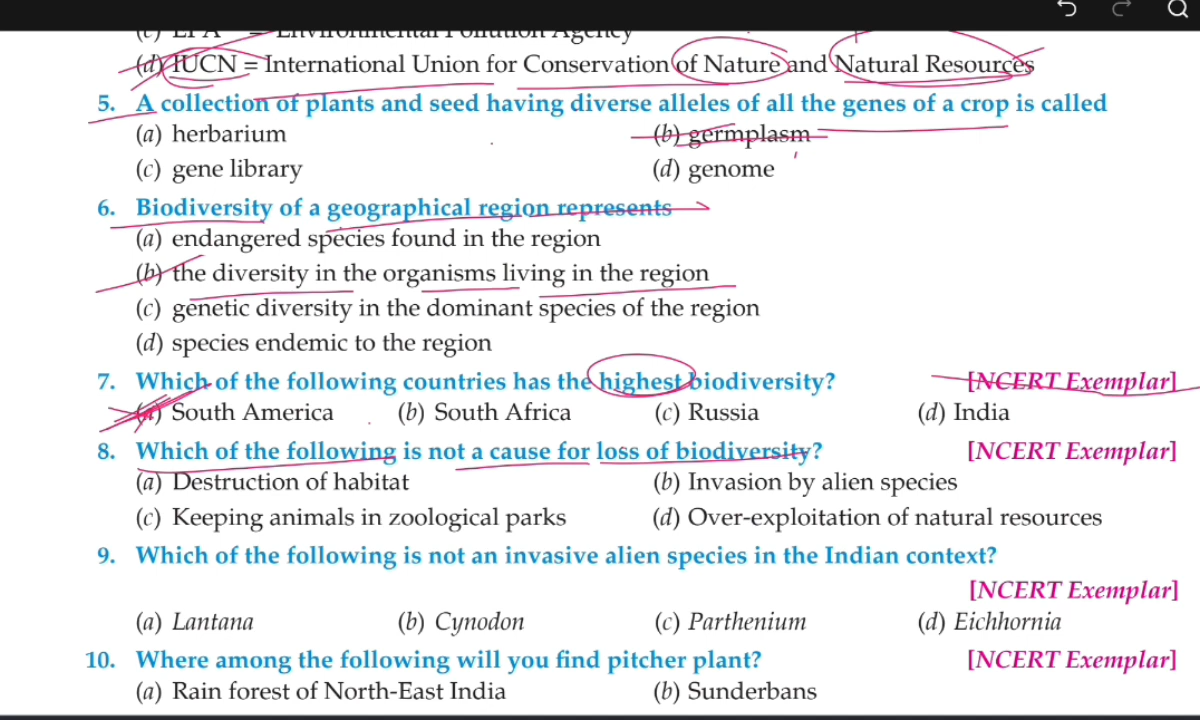 (c) EPA = Environmental Pollution Agency
(d) IUCN = International Union for Conservation of Nature and Natural Resources
5. A collection of plants and seed having diverse alleles of all the genes of a crop is called
(a) herbarium (b) germplasm
(c) gene library (d) genome
6. Biodiversity of a geographical region represents
(a) endangered species found in the region
(b) the diversity in the organisms living in the region
(c) genetic diversity in the dominant species of the region
(d) species endemic to the region
7. Which of the following countries has the highest biodiversity? [NCERT Exemplar]
(a) South America (b) South Africa (c) Russia (d) India
8. Which of the following is not a cause for loss of biodiversity? [NCERT Exemplar]
(a) Destruction of habitat (b) Invasion by alien species
(c) Keeping animals in zoological parks (d) Over-exploitation of natural resources
9. Which of the following is not an invasive alien species in the Indian context?
[NCERT Exemplar]
(a) Lantana (b) Cynodon (c) Parthenium (d) Eichhornia
10. Where among the following will you find pitcher plant? [NCERT Exemplar]
(a) Rain forest of North-East India (b) Sunderbans